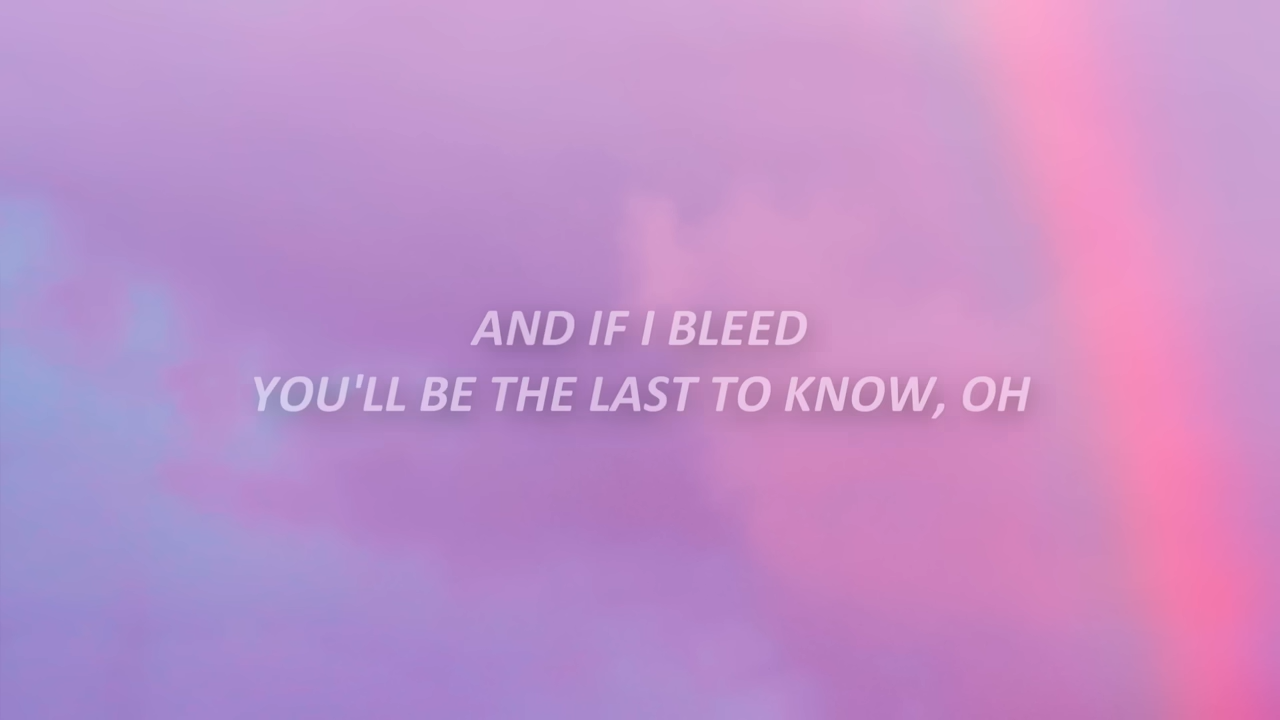 AND IF I BLEED
YOU'LL BE THE LAST TO KNOW, OH